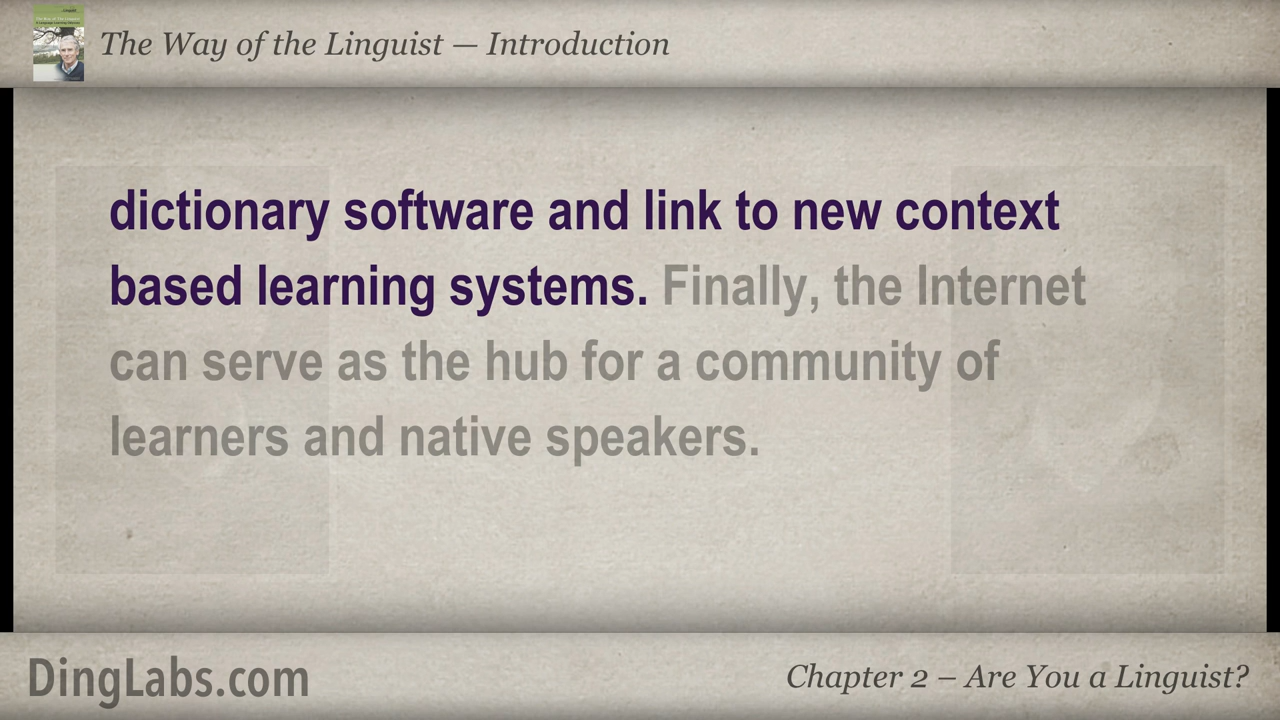 The Way of the Linguist — Introduction
dictionary software and link to new context
based learning systems. Finally, the Internet
can serve as the hub for a community of
learners and native speakers.
DingLabs.com
Chapter 2 – Are You a Linguist?